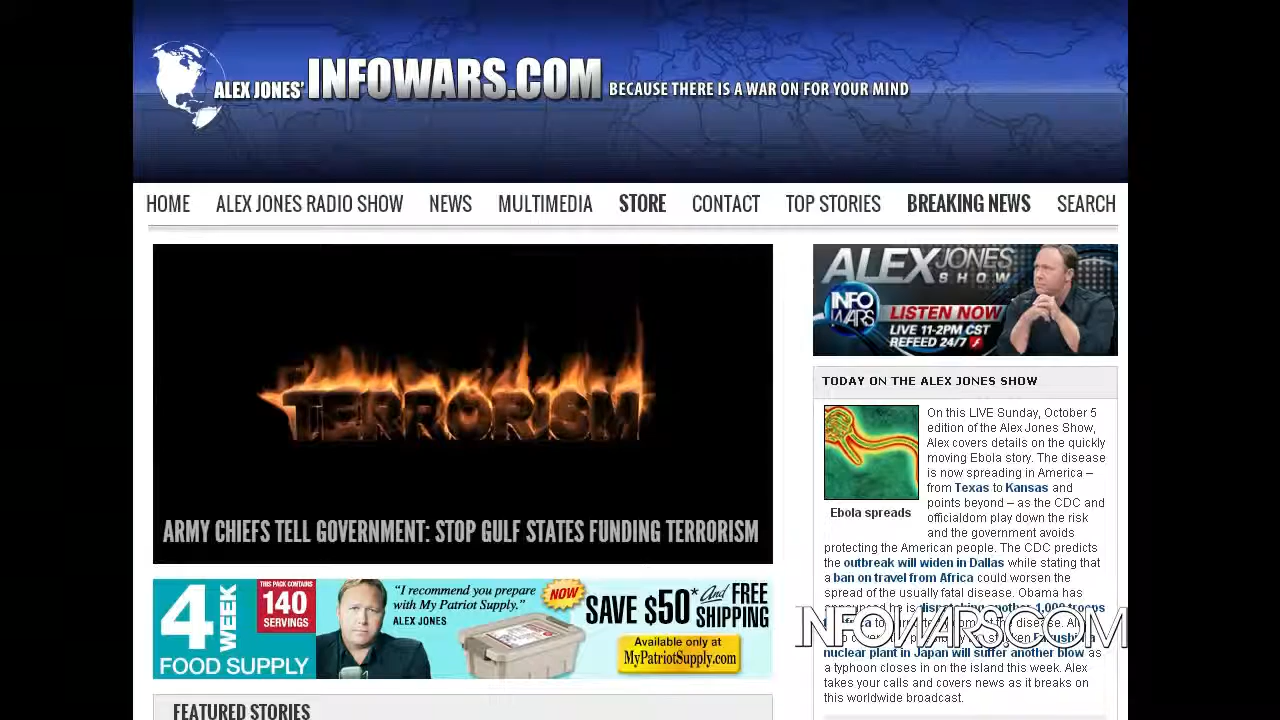 ALEX JONES' INFOWARS.COM BECAUSE THERE IS A WAR ON FOR YOUR MIND
HOME ALEX JONES RADIO SHOW NEWS MULTIMEDIA STORE CONTACT TOP STORIES BREAKING NEWS SEARCH
TERRORISM
ARMY CHIEFS TELL GOVERNMENT: STOP GULF STATES FUNDING TERRORISM
4 WEEK
FOOD SUPPLY
THIS PACK CONTAINS
140
SERVINGS
"I recommend you prepare
with My Patriot Supply."
ALEX JONES
NOW
SAVE $50* And FREE
SHIPPING
Available only at
MyPatriotSupply.com
FEATURED STORIES
ALEX JONES
SHOW
INFO
WARS
LISTEN NOW
LIVE 11-2PM CST
REFEED 24/7
TODAY ON THE ALEX JONES SHOW
Ebola spreads
On this LIVE Sunday, October 5
edition of the Alex Jones Show,
Alex covers details on the quickly
moving Ebola story. The disease
is now spreading in America –
from Texas to Kansas and
points beyond – as the CDC and
officialdom play down the risk
and the government avoids
protecting the American people. The CDC predicts
the outbreak will widen in Dallas while stating that
a ban on travel from Africa could worsen the
spread of the usually fatal disease. Obama has
he is another 1,000 troops
to disease.
nuclear plant in Japan will suffer another blow as
a typhoon closes in on the island this week. Alex
takes your calls and covers news as it breaks on
this worldwide broadcast.
INFOWARS.COM